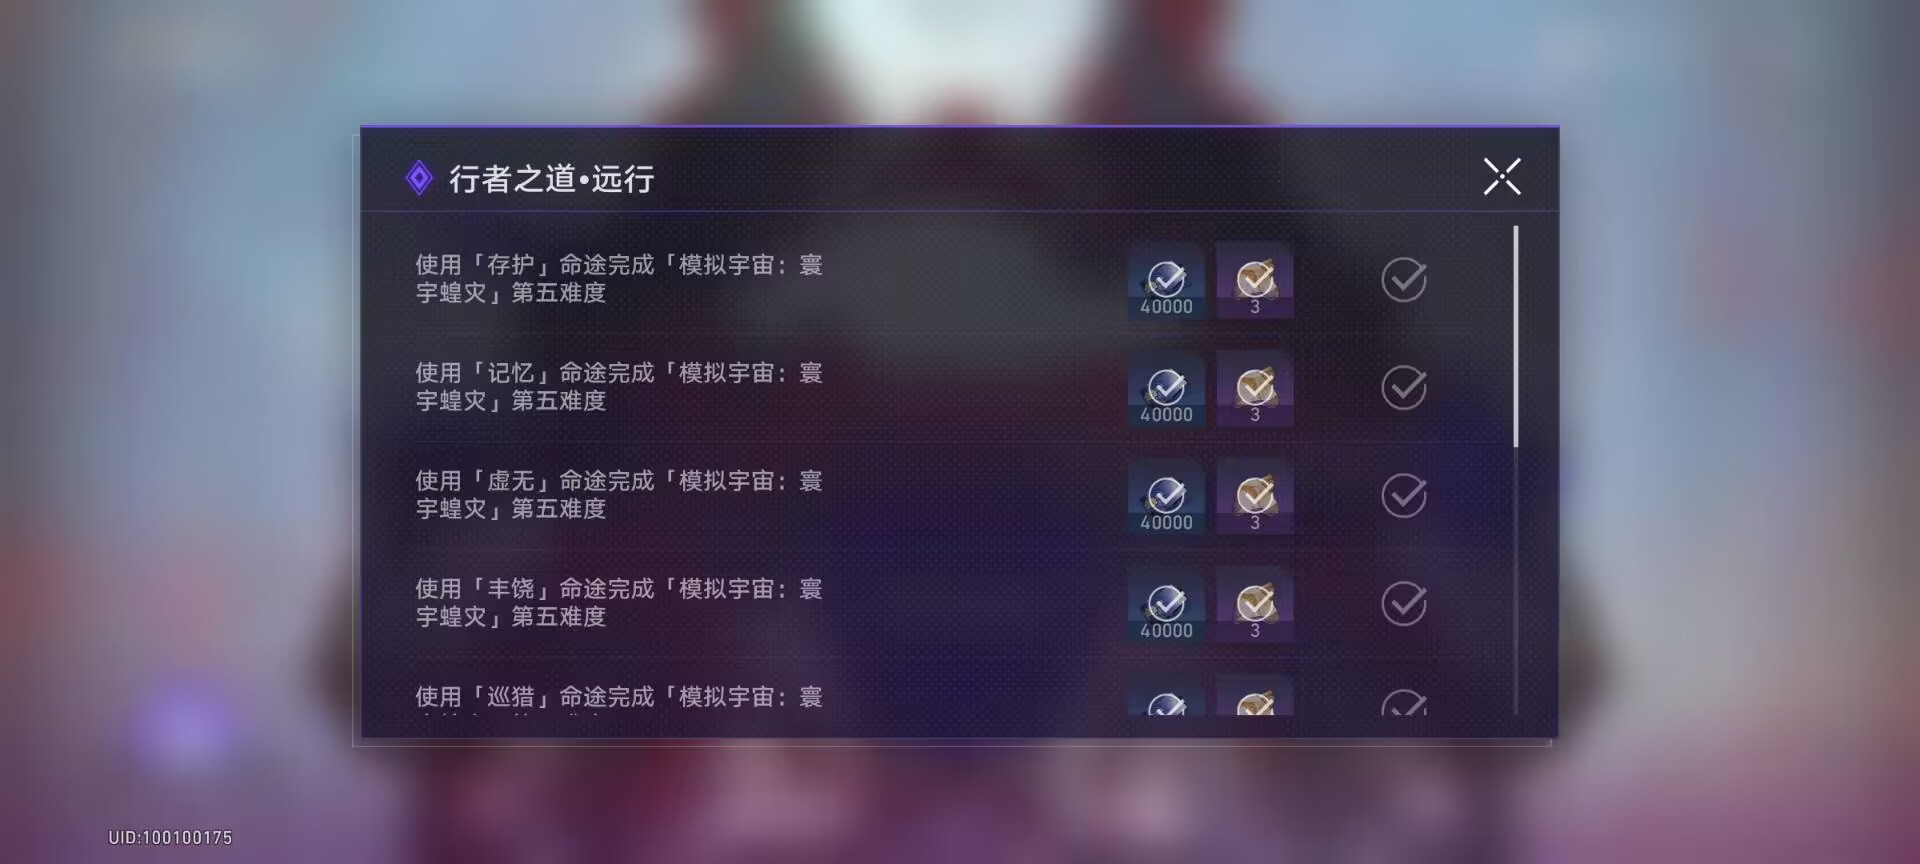 行者之道•远行
使用「存护」命途完成「模拟宇宙：寰
宇蝗灾」第五难度
40000
3
使用「记忆」命途完成「模拟宇宙：寰
宇蝗灾」第五难度
40000
3
使用「虚无」命途完成「模拟宇宙：寰
宇蝗灾」第五难度
40000
3
使用「丰饶」命途完成「模拟宇宙：寰
宇蝗灾」第五难度
40000
3
使用「巡猎」命途完成「模拟宇宙：寰
UID:100100175